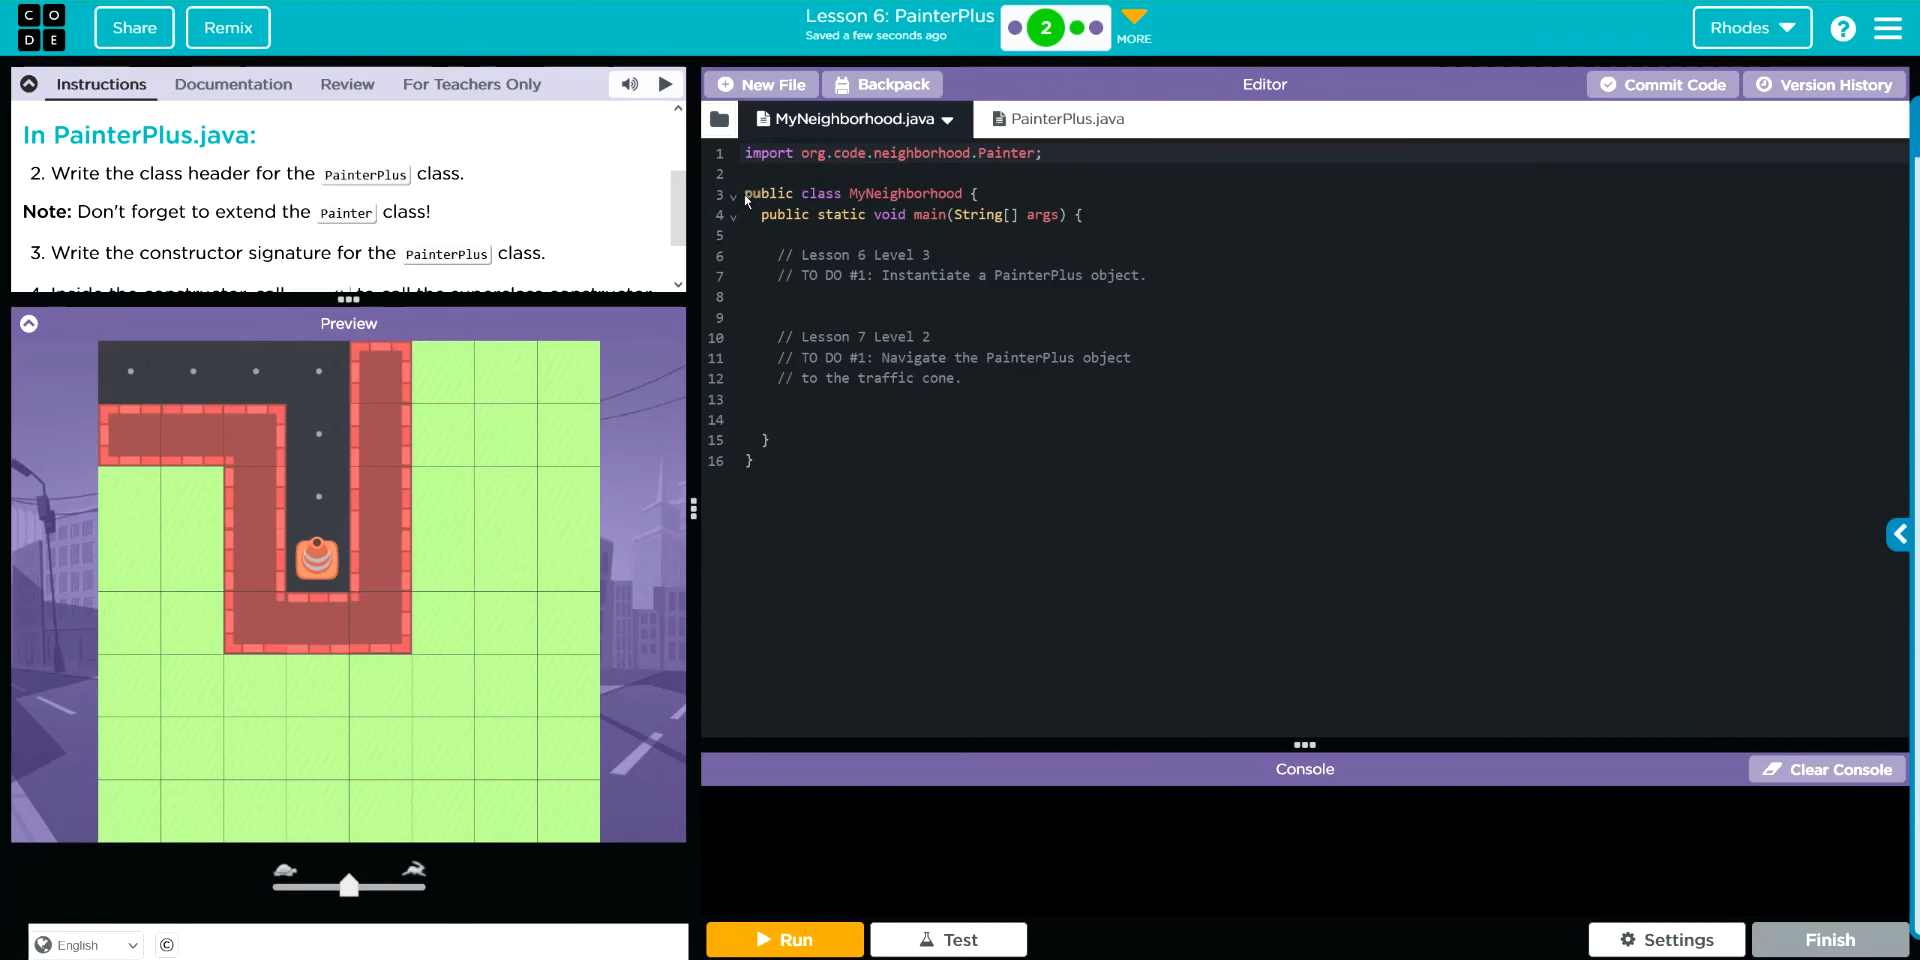 CODE
Share
Remix
Lesson 6: PainterPlus
Saved a few seconds ago
2
MORE
Rhodes
?
Instructions
Documentation
Review
For Teachers Only
In PainterPlus.java:
2. Write the class header for the PainterPlus class.
Note: Don't forget to extend the Painter class!
3. Write the constructor signature for the PainterPlus class.
Preview
English
©
New File
Backpack
Editor
Commit Code
Version History
MyNeighborhood.java
PainterPlus.java
1 import org.code.neighborhood.Painter;
2
3 public class MyNeighborhood {
4 public static void main(String[] args) {
5
6 // Lesson 6 Level 3
7 // TO DO #1: Instantiate a PainterPlus object.
8
9
10 // Lesson 7 Level 2
11 // TO DO #1: Navigate the PainterPlus object
12 // to the traffic cone.
13
14
15 }
16 }
Console
Clear Console
Run
Test
Settings
Finish